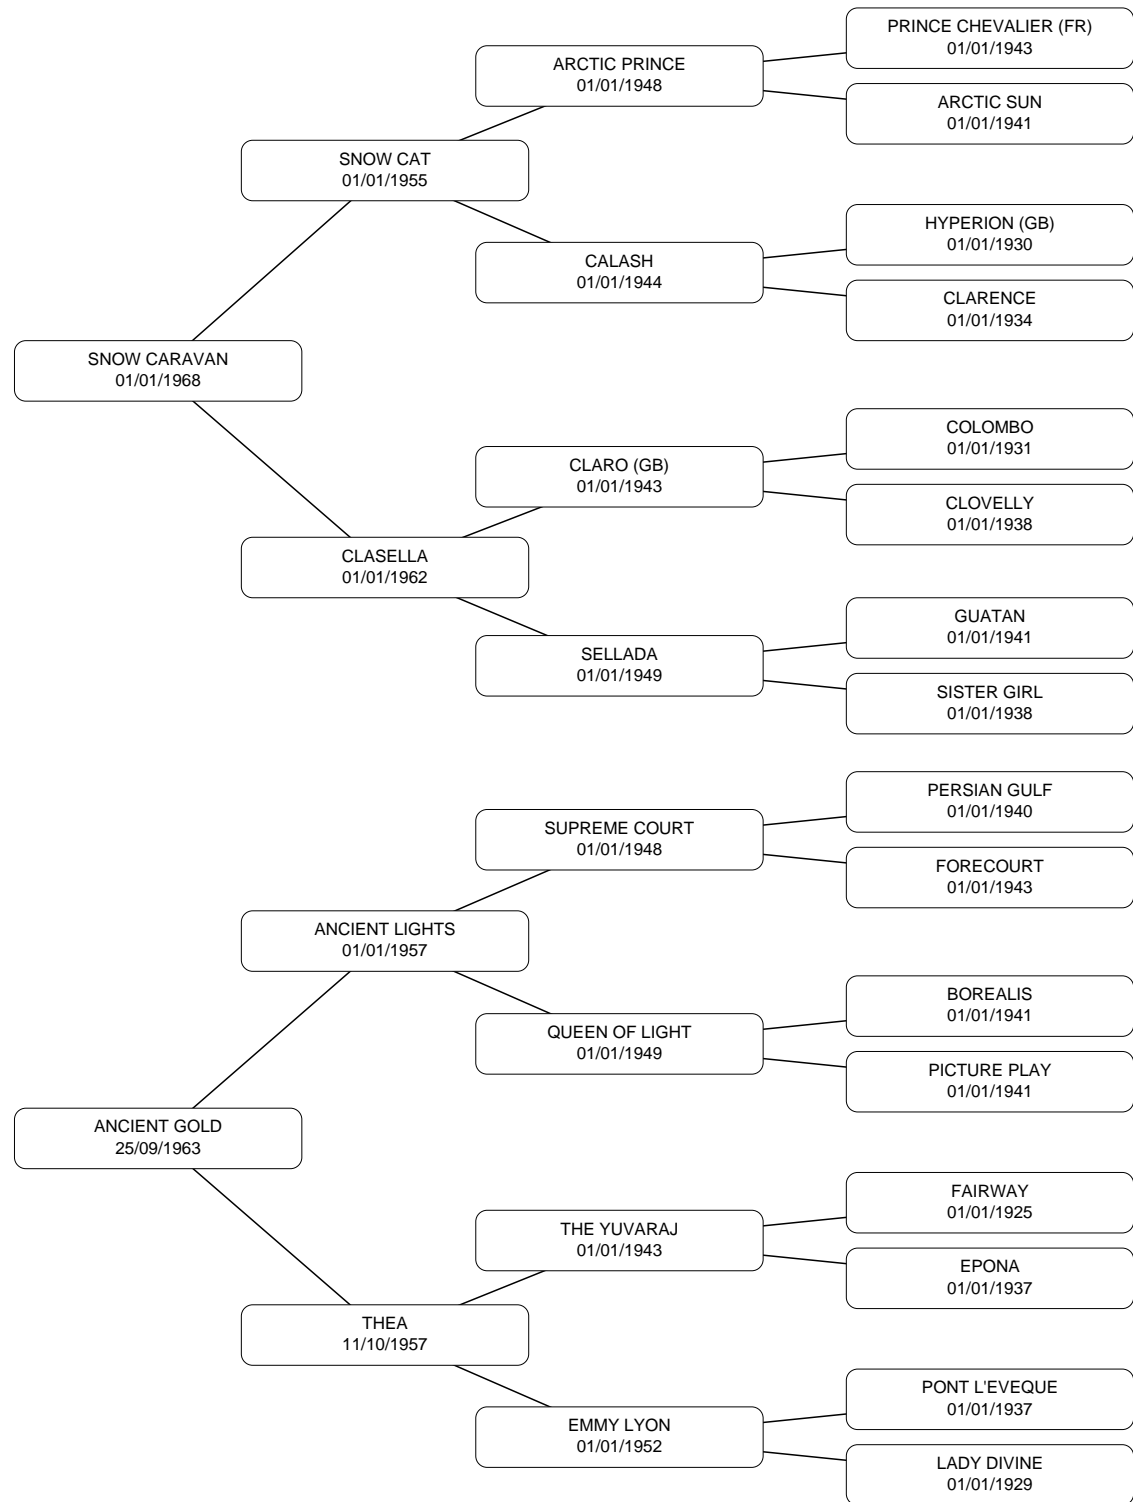 PRINCE CHEVALIER (FR)
01/01/1943
ARCTIC PRINCE
01/01/1948
ARCTIC SUN
01/01/1941
SNOW CAT
01/01/1955
HYPERION (GB)
01/01/1930
CALASH
01/01/1944
CLARENCE
01/01/1934
SNOW CARAVAN
01/01/1968
COLOMBO
01/01/1931
CLARO (GB)
01/01/1943
CLOVELLY
01/01/1938
CLASELLA
01/01/1962
GUATAN
01/01/1941
SELLADA
01/01/1949
SISTER GIRL
01/01/1938
PERSIAN GULF
01/01/1940
SUPREME COURT
01/01/1948
FORECOURT
01/01/1943
ANCIENT LIGHTS
01/01/1957
BOREALIS
01/01/1941
QUEEN OF LIGHT
01/01/1949
PICTURE PLAY
01/01/1941
ANCIENT GOLD
25/09/1963
FAIRWAY
01/01/1925
THE YUVARAJ
01/01/1943
EPONA
01/01/1937
THEA
11/10/1957
PONT L'EVEQUE
01/01/1937
EMMY LYON
01/01/1952
LADY DIVINE
01/01/1929